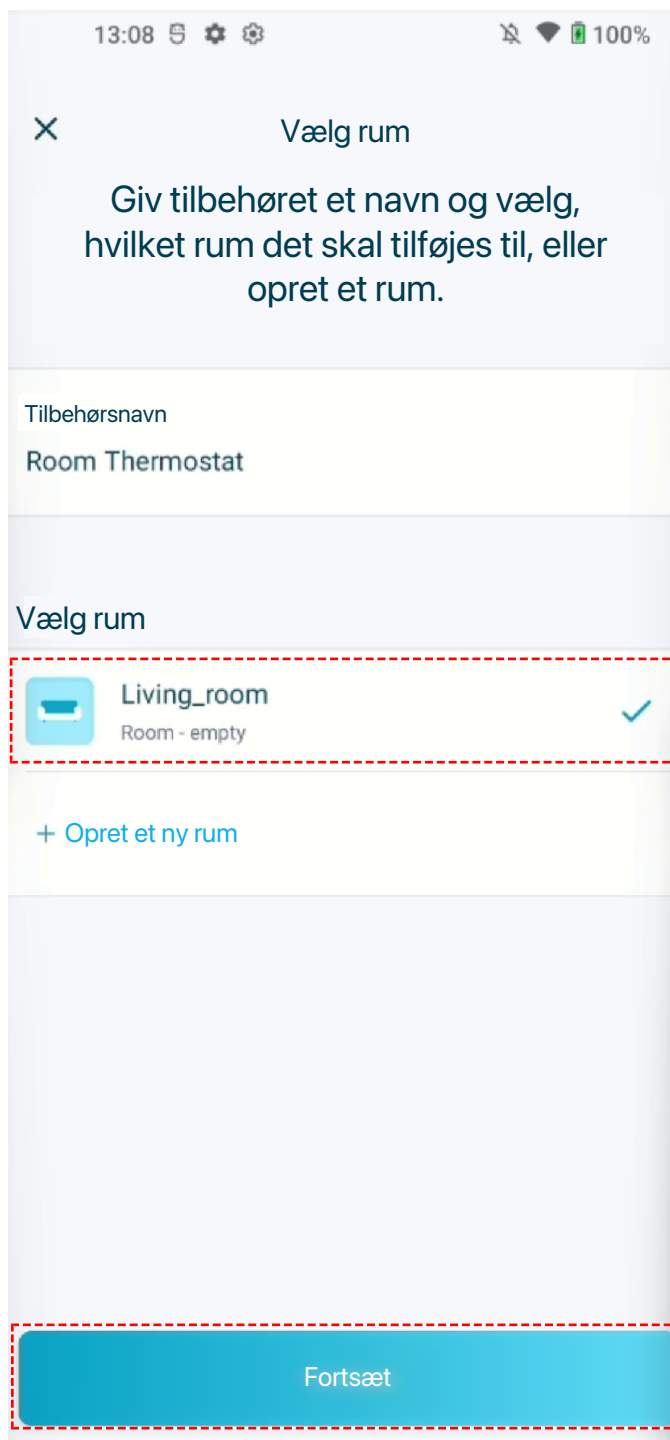 13:08 100%
Vælg rum
Giv tilbehøret et navn og vælg,
hvilket rum det skal tilføjes til, eller
opret et rum.
Tilbehørsnavn
Room Thermostat
Vælg rum
Living_room
Room - empty
+ Opret et ny rum
Fortsæt